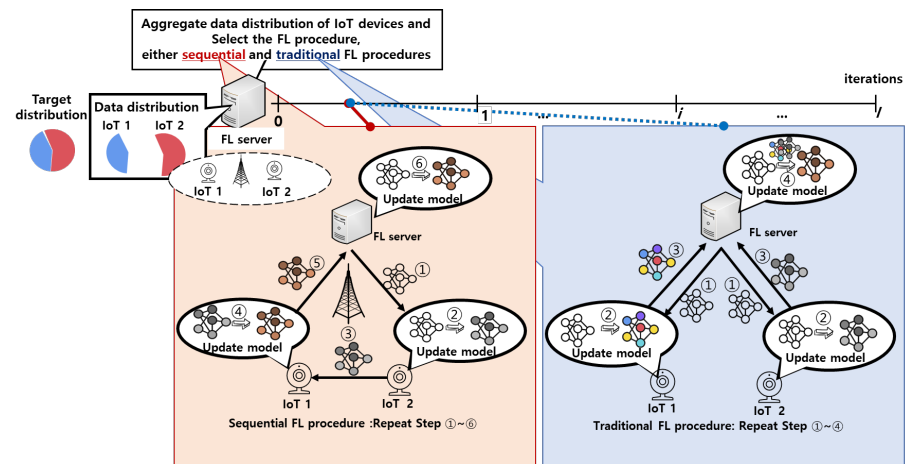 Aggregate data distribution of IoT devices and
Select the FL procedure,
either sequential and traditional FL procedures
iterations
Target
distribution
Data distribution
IoT 1 IoT 2
FL server
0
1
...
i
...
I
IoT 1
IoT 2
⑥
Update model
FL server
⑤
①
④
Update model
③
②
Update model
IoT 1
IoT 2
Sequential FL procedure :Repeat Step ①~⑥
④
Update model
FL server
③
③
①
①
②
Update model
②
Update model
IoT 1
IoT 2
Traditional FL procedure: Repeat Step ①~④